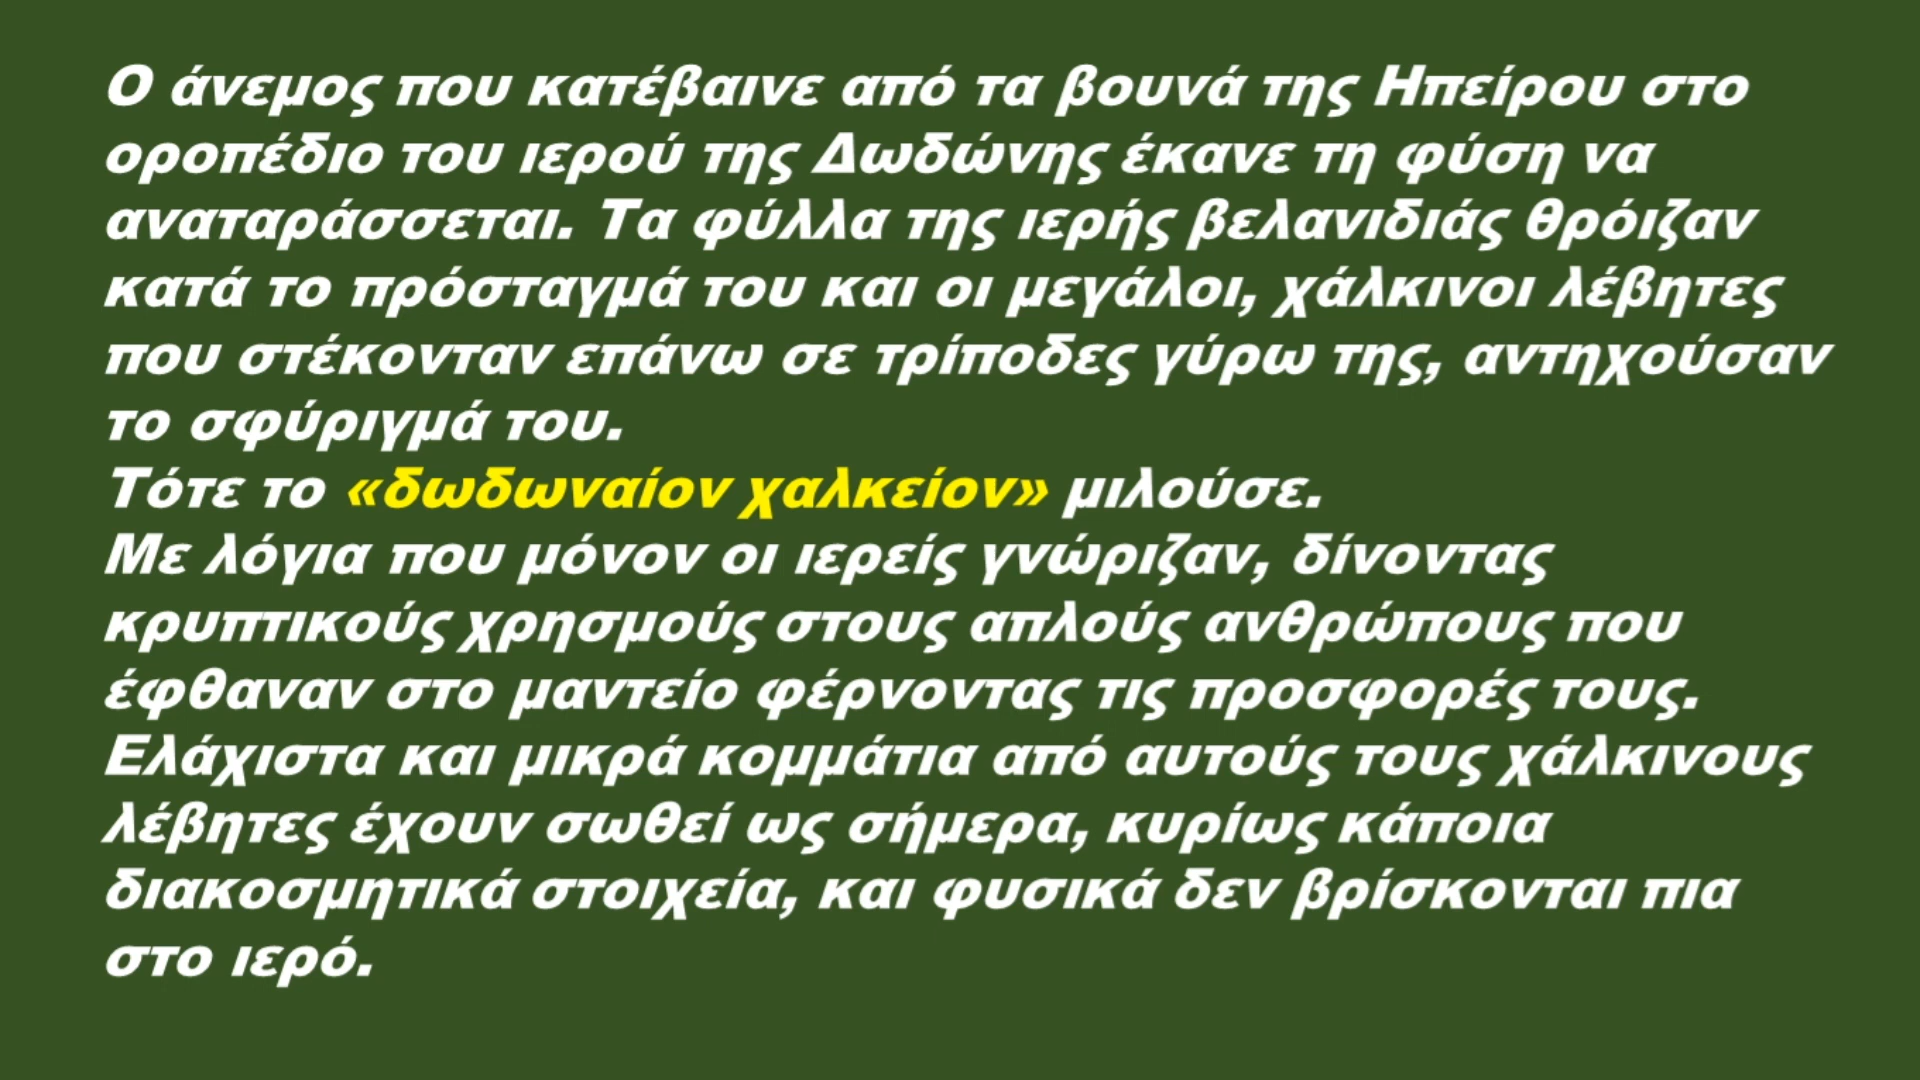 Ο άνεμος που κατέβαινε από τα βουνά της Ηπείρου στο
οροπέδιο του ιερού της Δωδώνης έκανε τη φύση να
αναταράσσεται. Τα φύλλα της ιερής βελανιδιάς θρόιζαν
κατά το πρόσταγμά του και οι μεγάλοι, χάλκινοι λέβητες
που στέκονταν επάνω σε τρίποδες γύρω της, αντηχούσαν
το σφύριγμά του.
Τότε το «δωδωναίον χαλκείον» μιλούσε.
Με λόγια που μόνον οι ιερείς γνώριζαν, δίνοντας
κρυπτικούς χρησμούς στους απλούς ανθρώπους που
έφθαναν στο μαντείο φέρνοντας τις προσφορές τους.
Ελάχιστα και μικρά κομμάτια από αυτούς τους χάλκινους
λέβητες έχουν σωθεί ως σήμερα, κυρίως κάποια
διακοσμητικά στοιχεία, και φυσικά δεν βρίσκονται πια
στο ιερό.